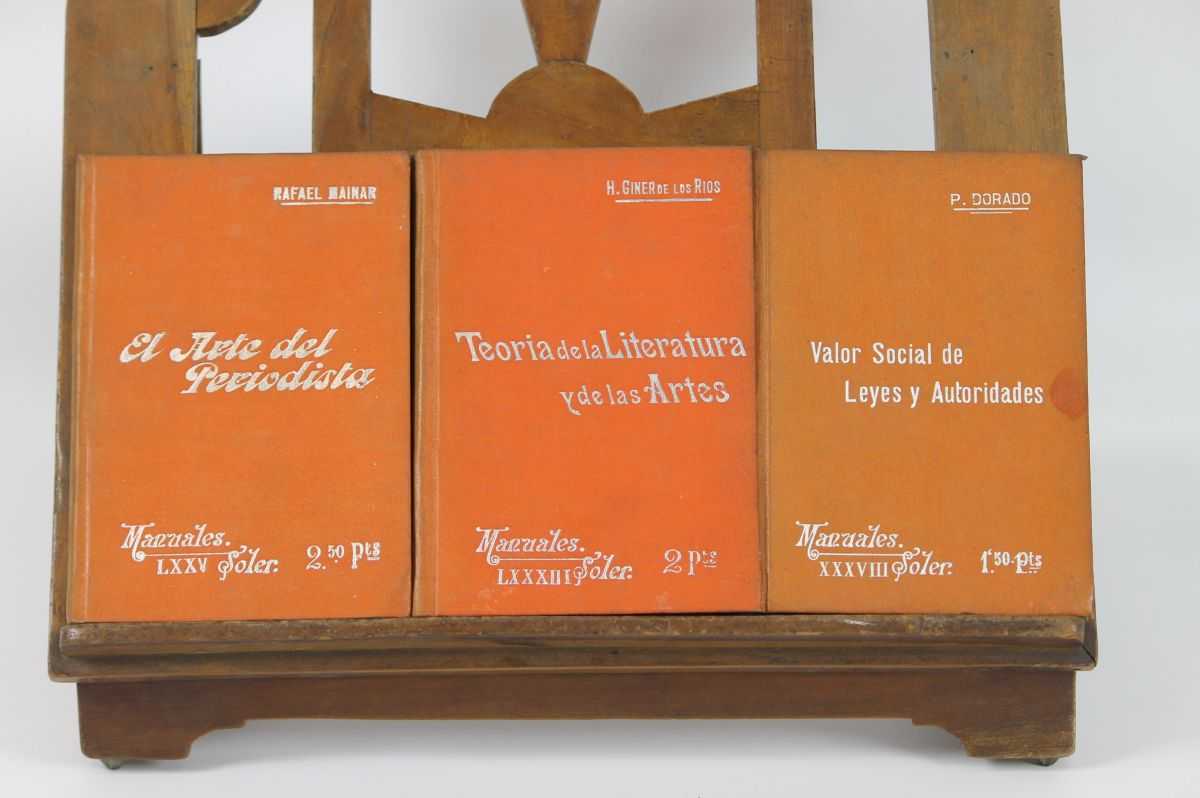 RAFAEL MAINAR
El Arte del
Periodista
Manuales.
LXXV Soler.
2.50 Pts
H. GINER DE LOS RIOS
Teoria de la Literatura
y de las Artes
Manuales.
LXXXIII Soler.
2 Pts
P. DORADO
Valor Social de
Leyes y Autoridades
Manuales.
XXXVIII Soler.
1.50 Pts